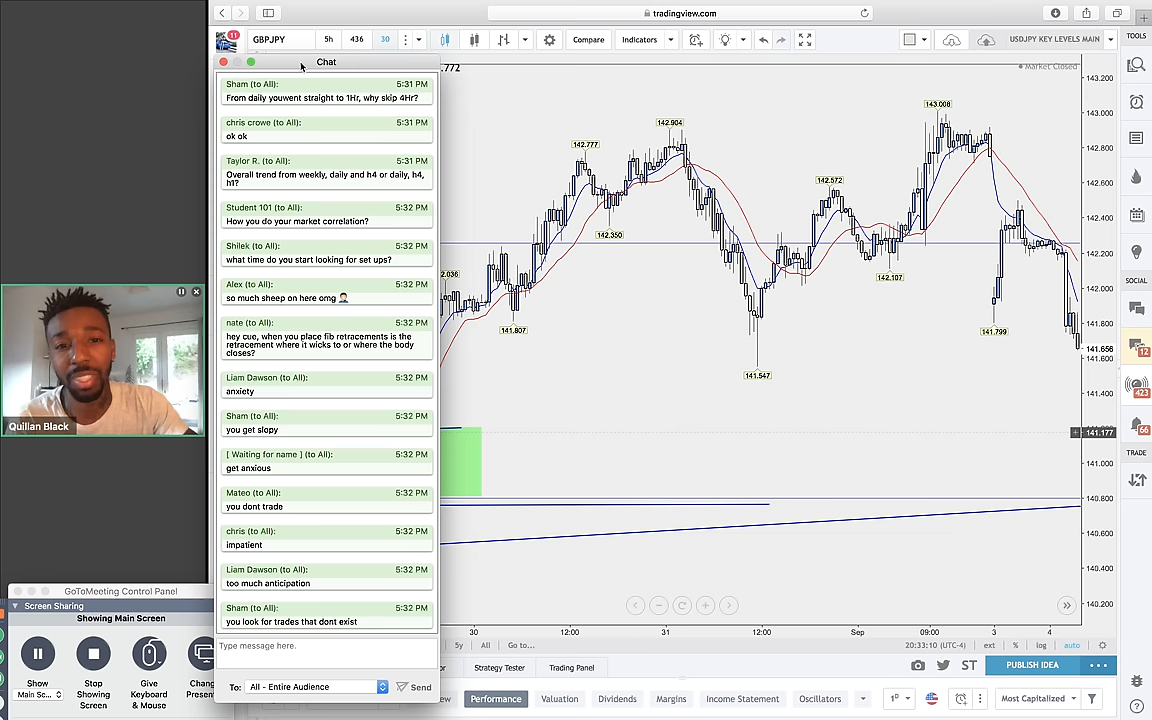 tradingview.com
11
GBPJPY
5h
436
30
Compare
Indicators
USDJPY KEY LEVELS MAIN
TOOLS
Chat
.772
Market Closed
Sham (to All):
5:31 PM
From daily youwent straight to 1Hr, why skip 4Hr?
chris crowe (to All):
5:31 PM
ok ok
Taylor R. (to All):
5:31 PM
Overall trend from weekly, daily and h4 or daily, h4,
h1?
Student 101 (to All):
5:32 PM
How you do your market correlation?
Shilek (to All):
5:32 PM
what time do you start looking for set ups?
Alex (to All):
5:32 PM
so much sheep on here omg
nate (to All):
5:32 PM
hey cue, when you place fib retracements is the
retracement where it wicks to or where the body
closes?
Liam Dawson (to All):
5:32 PM
anxiety
Sham (to All):
5:32 PM
you get slopy
[ Waiting for name ] (to All):
5:32 PM
get anxious
Mateo (to All):
5:32 PM
you dont trade
chris (to All):
5:32 PM
impatient
Liam Dawson (to All):
5:32 PM
too much anticipation
Sham (to All):
5:32 PM
you look for trades that dont exist
Type message here.
To:
All - Entire Audience
Send
Quillan Black
GoToMeeting Control Panel
Screen Sharing
Showing Main Screen
Show
Main Sc...
Stop
Showing
Screen
Give
Keyboard
& Mouse
142.777
142.904
142.350
2.036
141.807
141.547
142.572
142.107
143.008
141.799
143.200
143.000
142.800
142.600
142.400
142.200
142.000
141.800
141.656
141.600
141.400
141.177
141.000
140.800
140.600
140.400
140.200
SOCIAL
12
423
66
TRADE
30
12:00
31
12:00
Sep
09:00
3
12:00
4
5y
All
Go to...
20:33:10 (UTC-4)
ext
%
log
auto
Strategy Tester
Trading Panel
ST
PUBLISH IDEA
Performance
Valuation
Dividends
Margins
Income Statement
Oscillators
Most Capitalized